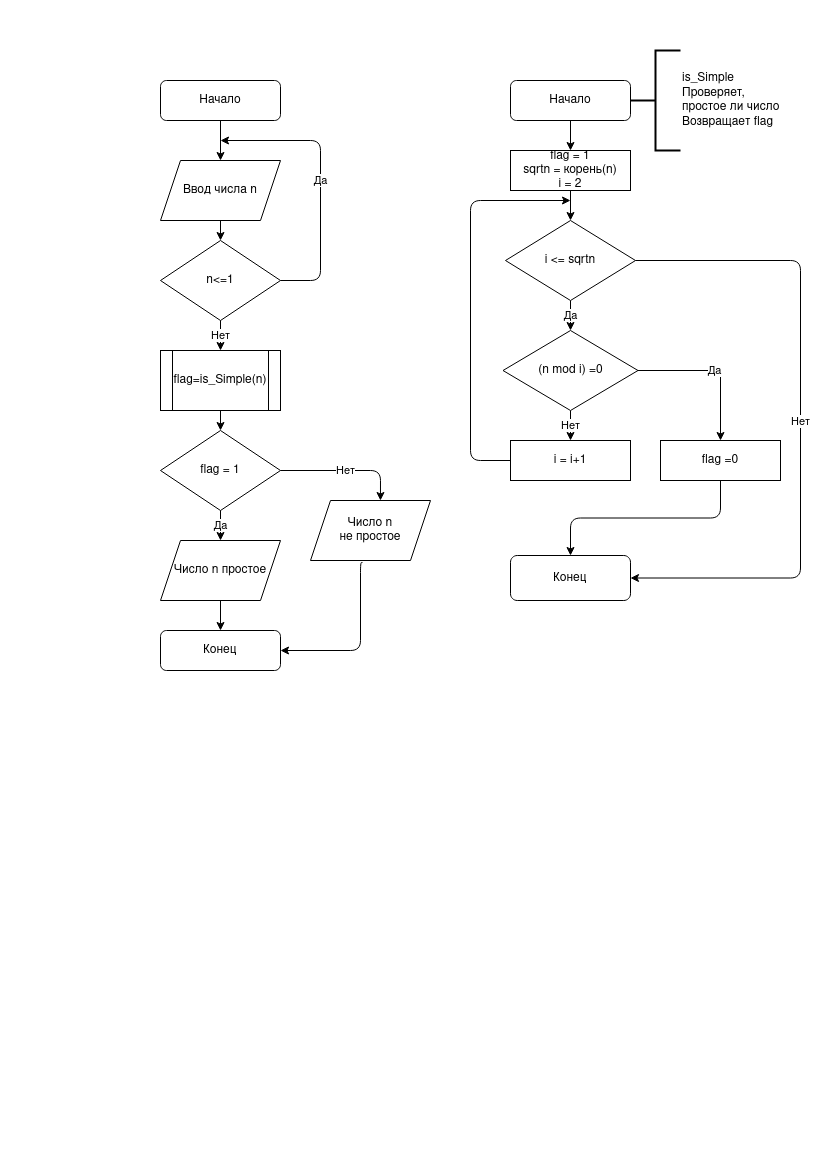 Начало
Ввод числа n
Да
n<=1
Нет
flag=is_Simple(n)
flag = 1
Нет
Да
Число n
не простое
Число n простое
Конец
Начало
is_Simple
Проверяет,
простое ли число
Возвращает flag
flag = 1
sqrtn = корень(n)
i = 2
i <= sqrtn
Да
(n mod i) =0
Да
Нет
Нет
i = i+1
flag =0
Конец